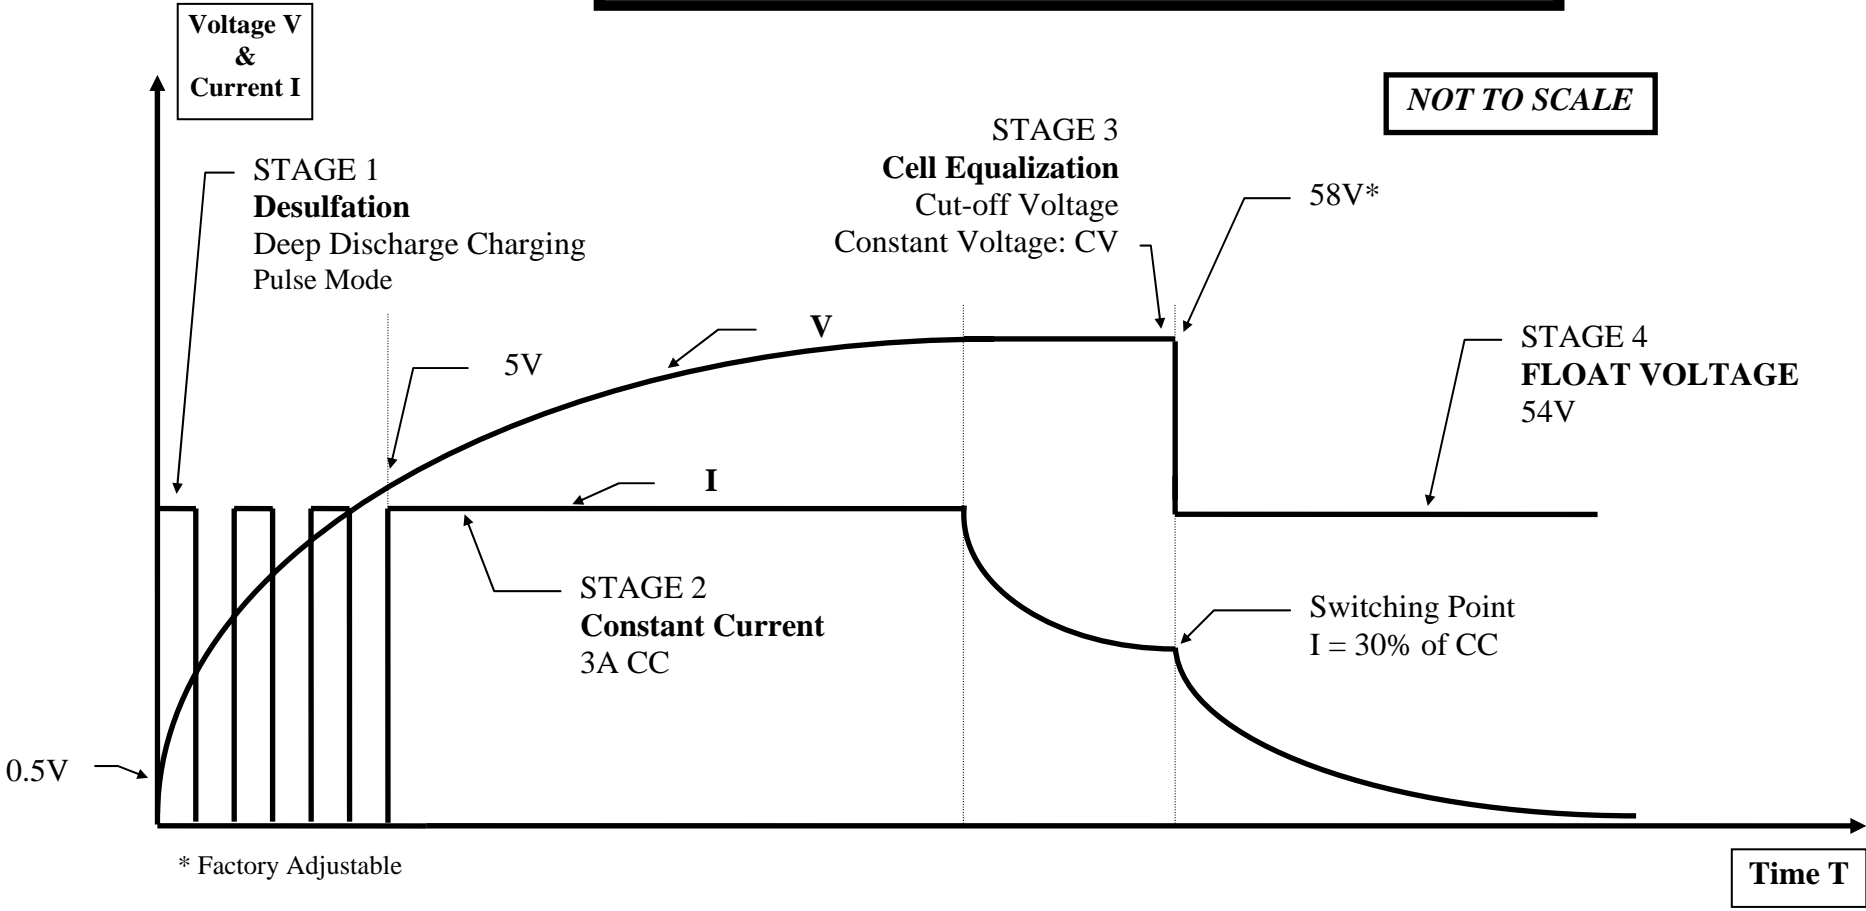 Voltage V
&
Current I
NOT TO SCALE
STAGE 1
Desulfation
Deep Discharge Charging
Pulse Mode
STAGE 3
Cell Equalization
Cut-off Voltage
Constant Voltage: CV
58V*
V
5V
STAGE 4
FLOAT VOLTAGE
54V
I
STAGE 2
Constant Current
3A CC
Switching Point
I = 30% of CC
0.5V
* Factory Adjustable
Time T